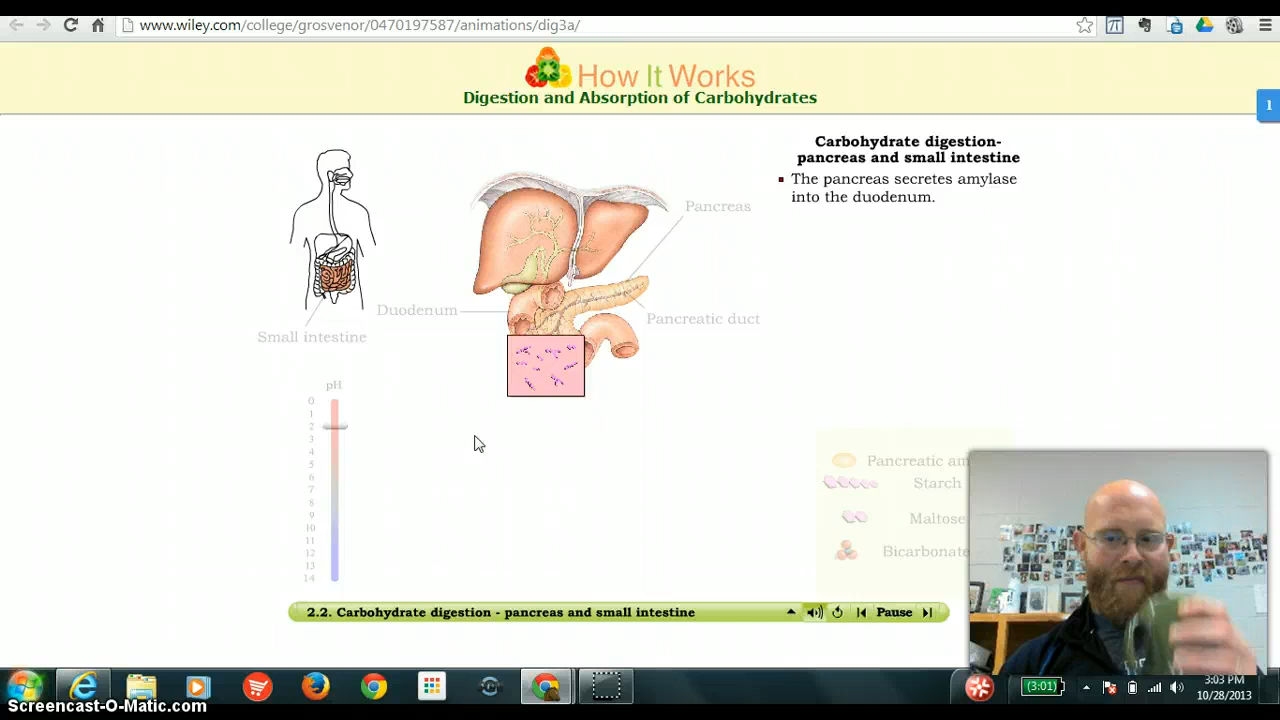 www.wiley.com/college/grosvenor/0470197587/animations/dig3a/
How It Works
Digestion and Absorption of Carbohydrates
1
Carbohydrate digestion-
pancreas and small intestine
The pancreas secretes amylase
into the duodenum.
Pancreas
Duodenum
Pancreatic duct
Small intestine
pH
0
1
2
3
4
5
6
7
8
9
10
11
12
13
14
Pancreatic am
Starch
Maltose
Bicarbonate
2.2. Carbohydrate digestion - pancreas and small intestine
Pause
(3:01)
3:03 PM
10/28/2013
Screencast-O-Matic.com